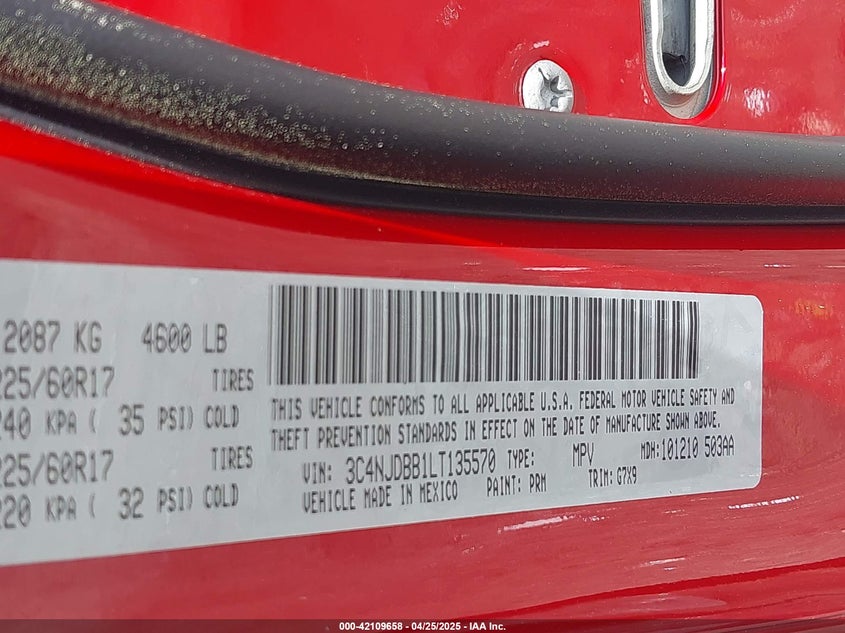 2087 KG 4600 LB
225/60R17 TIRES
240 KPA ( 35 PSI) COLD
225/60R17 TIRES
220 KPA ( 32 PSI) COLD
THIS VEHICLE CONFORMS TO ALL APPLICABLE U.S.A. FEDERAL MOTOR VEHICLE SAFETY AND
THEFT PREVENTION STANDARDS IN EFFECT ON THE DATE OF MANUFACTURE SHOWN ABOVE.
VIN: 3C4NJDBB1LT135570 TYPE: MPV MDH:101210 503AA
VEHICLE MADE IN MEXICO PAINT: PRM TRIM: G7X9
000-42109658 - 04/25/2025 - IAA Inc.